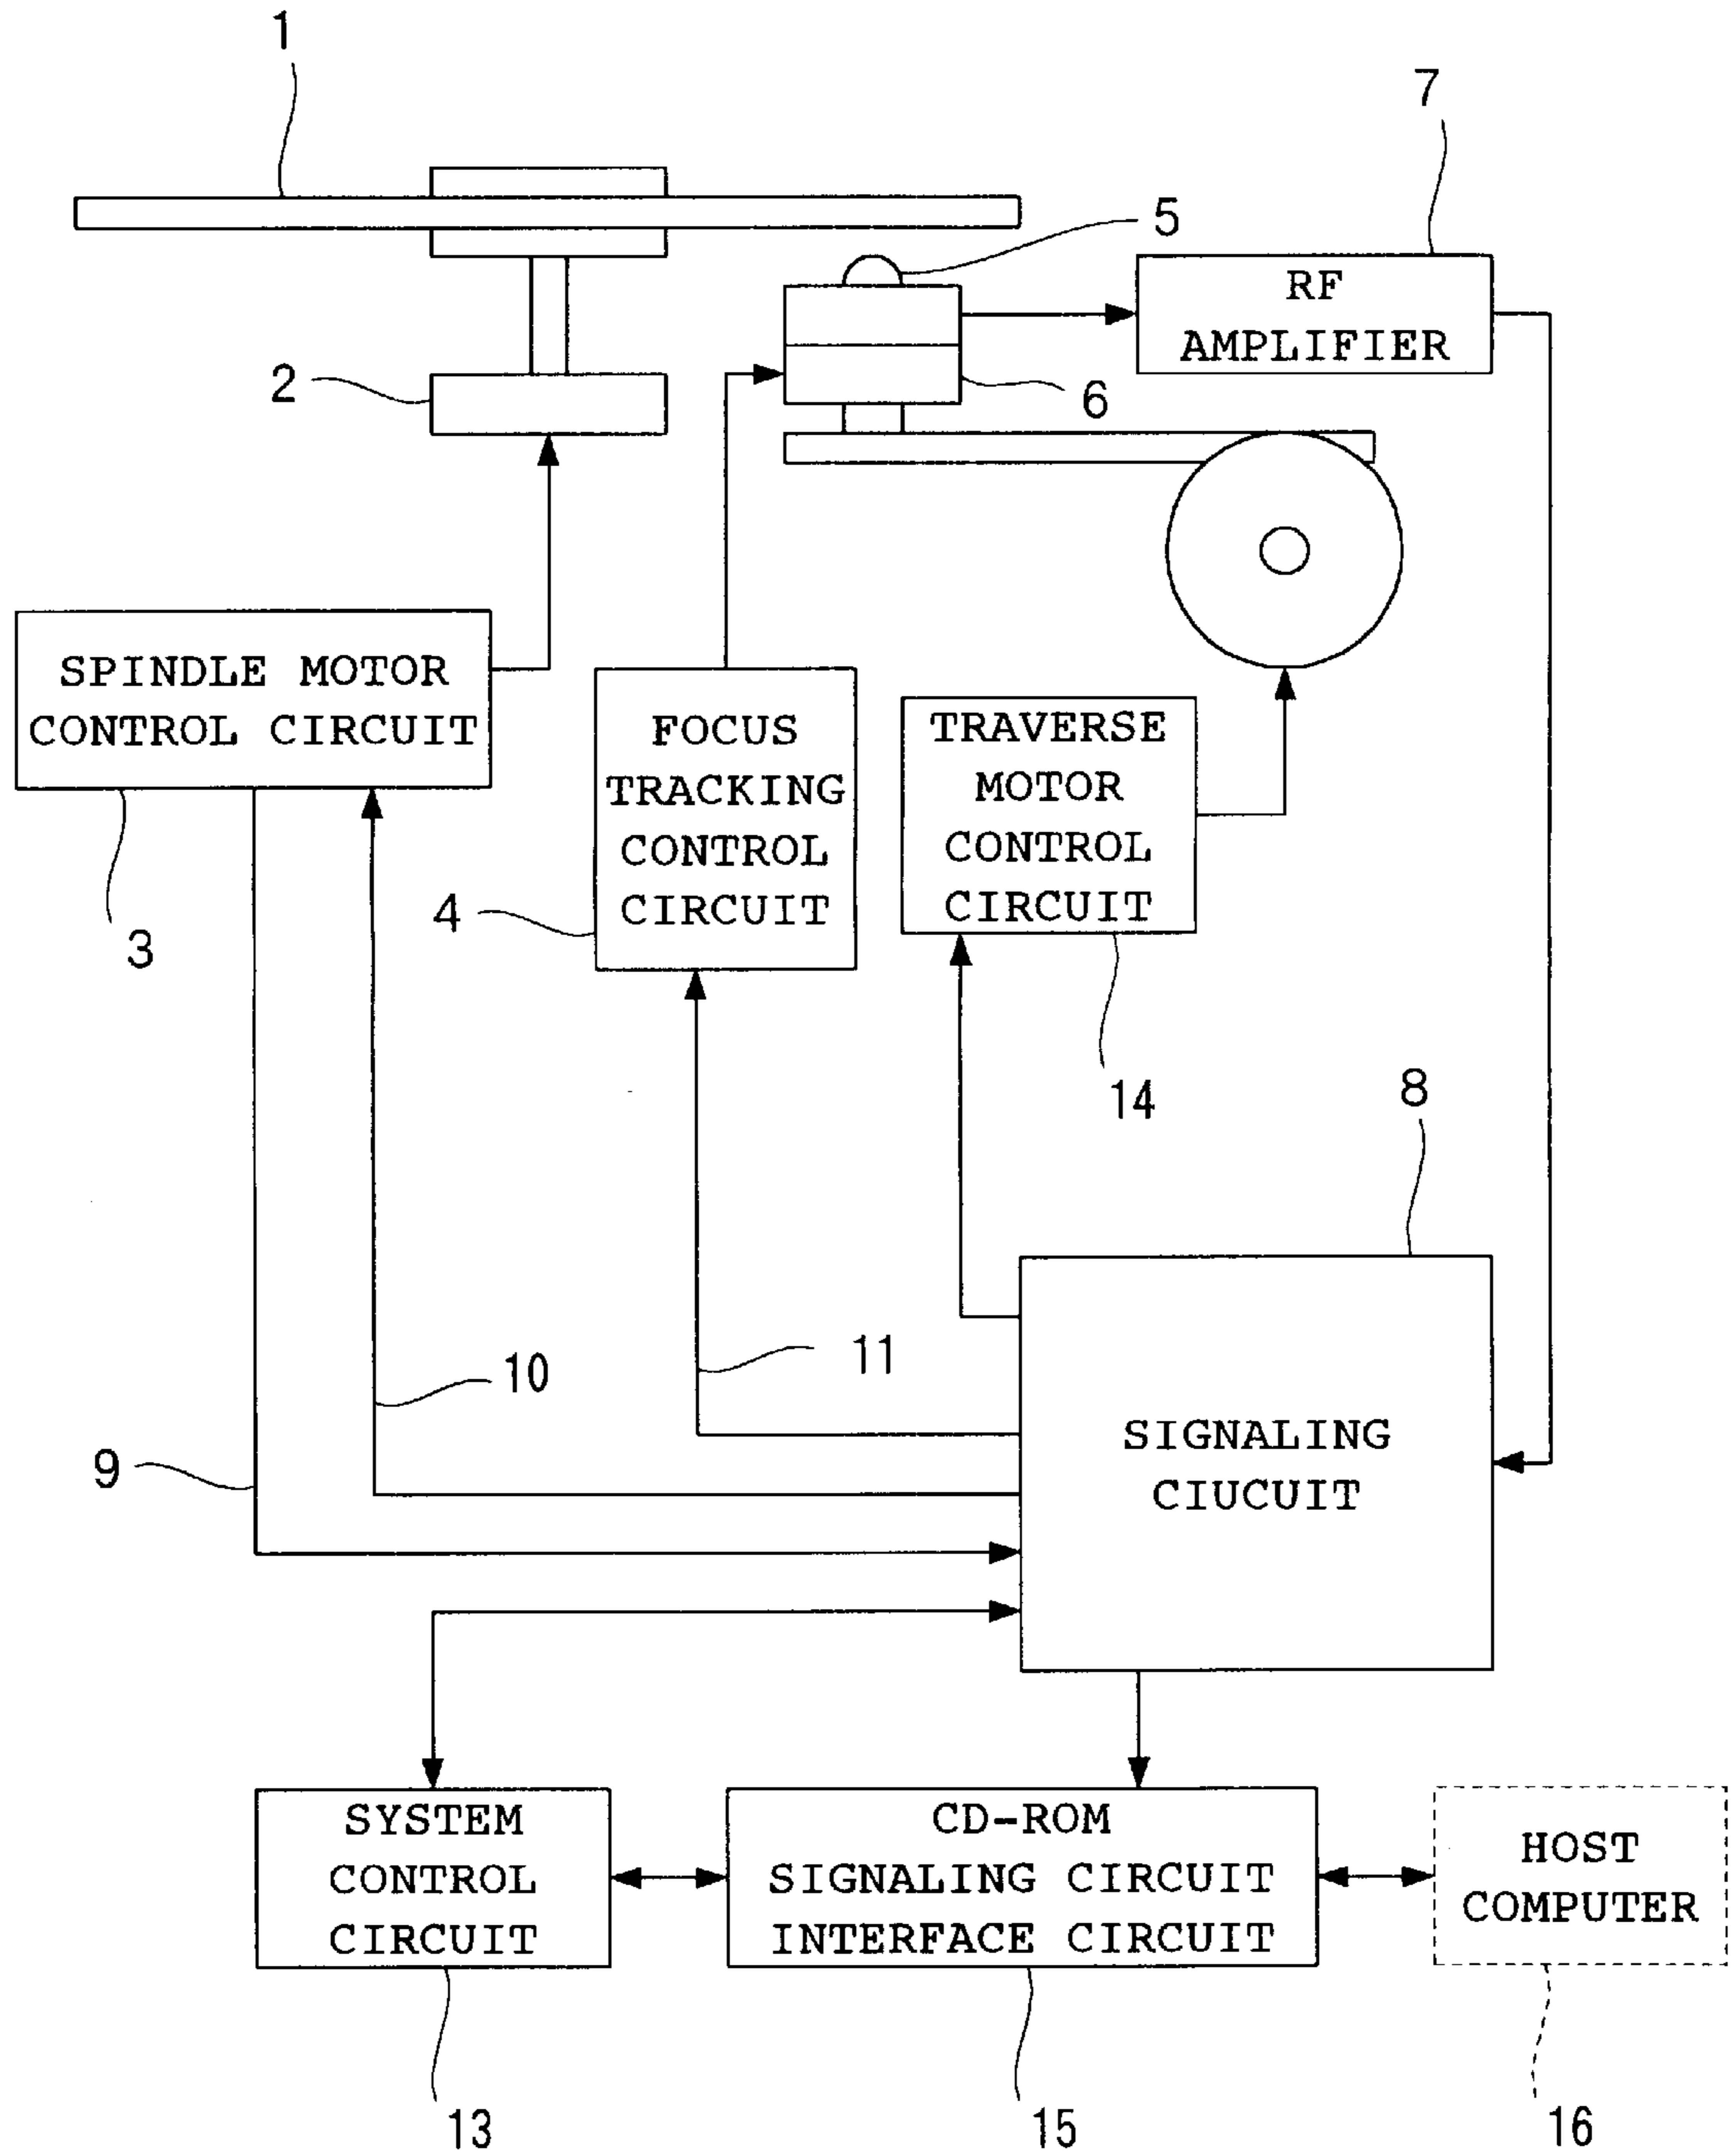 1
7
5
RF
AMPLIFIER
2
6
SPINDLE MOTOR
CONTROL CIRCUIT
FOCUS
TRACKING
CONTROL
CIRCUIT
TRAVERSE
MOTOR
CONTROL
CIRCUIT
3
4
14
8
11
10
9
SIGNALING
CIUCUIT
SYSTEM
CONTROL
CIRCUIT
CD-ROM
SIGNALING CIRCUIT
INTERFACE CIRCUIT
HOST
COMPUTER
13
15
16